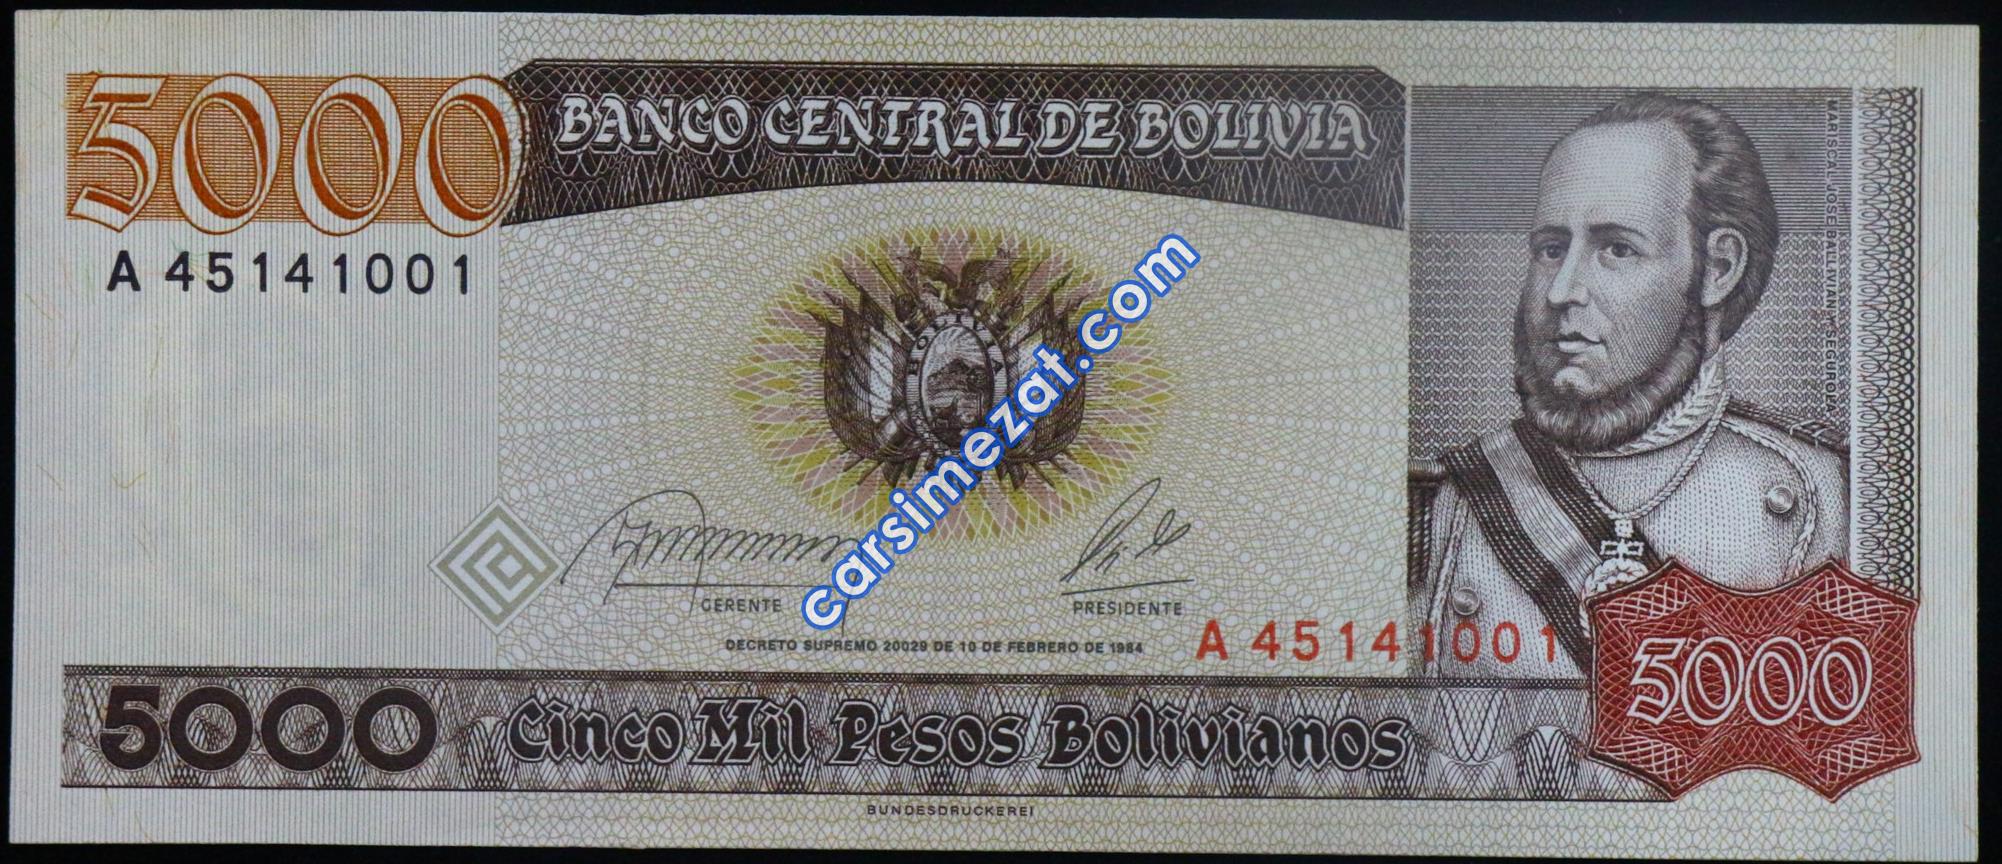 5000
BANCO CENTRAL DE BOLIVIA
MARISCAL JOSE BALLIVIAN Y SEGUROLA
A 45141001
BOLIVIA
carsimezat.com
GERENTE
PRESIDENTE
DECRETO SUPREMO 20029 DE 10 DE FEBRERO DE 1984
A 45141001
5000
5000
Cinco Mil Pesos Bolivianos
BUNDESDRUCKEREI